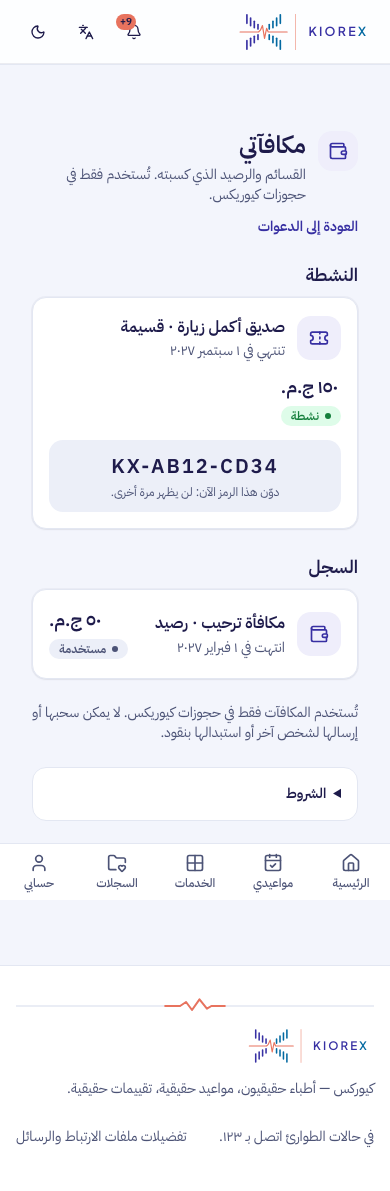 KIOREX
+9
مكافآتي
القسائم والرصيد الذي كسبته. تُستخدم فقط في
حجوزات كيوريكس.
العودة إلى الدعوات
النشطة
صديق أكمل زيارة · قسيمة
تنتهي في ١ سبتمبر ٢٠٢٧
١٥٠ ج.م.
نشطة
KX-AB12-CD34
دوّن هذا الرمز الآن: لن يظهر مرة أخرى.
السجل
مكافأة ترحيب · رصيد
انتهت في ١ فبراير ٢٠٢٧
٥٠ ج.م.
مستخدمة
تُستخدم المكافآت فقط في حجوزات كيوريكس. لا يمكن سحبها أو
إرسالها لشخص آخر أو استبدالها بنقود.
الشروط
الرئيسية
مواعيدي
الخدمات
السجلات
حسابي
KIOREX
كيوركس — أطباء حقيقيون، مواعيد حقيقية، تقييمات حقيقية.
في حالات الطوارئ اتصل بـ ١٢٣.
تفضيلات ملفات الارتباط والرسائل